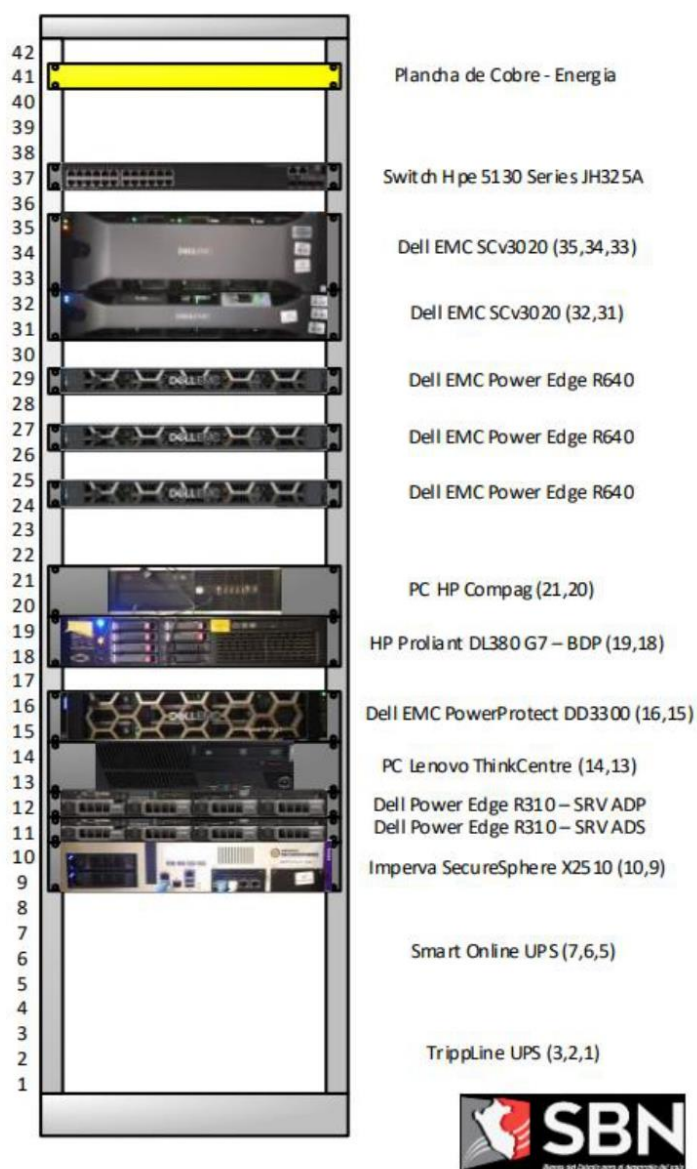 42
41 Plancha de Cobre - Energia
40
39
38
37 Switch Hpe 5130 Series JH325A
36
35
34 Dell EMC SCv3020 (35,34,33)
33
32 Dell EMC SCv3020 (32,31)
31
30
29 DELLEMC Dell EMC Power Edge R640
28
27 DELLEMC Dell EMC Power Edge R640
26
25 DELLEMC Dell EMC Power Edge R640
24
23
22
21 PC HP Compag (21,20)
20
19 HP Proliant DL380 G7 – BDP (19,18)
18
17
16 DELLEMC Dell EMC PowerProtect DD3300 (16,15)
15
14 PC Lenovo ThinkCentre (14,13)
13
12 Dell Power Edge R310 – SRV ADP
11 Dell Power Edge R310 – SRV ADS
10 Imperva SecureSphere X2510 (10,9)
9
8
7
6 Smart Online UPS (7,6,5)
5
4
3
2 TrippLine UPS (3,2,1)
1
SBN